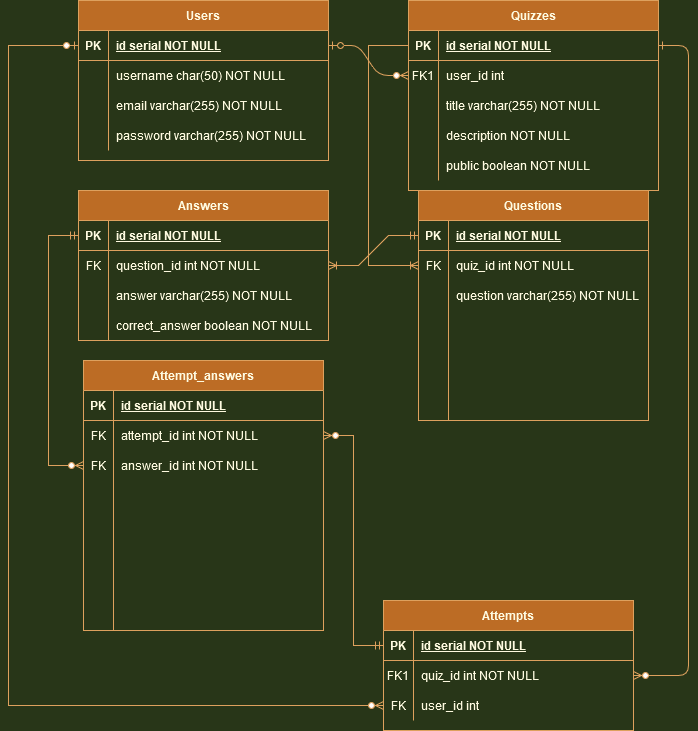 Users
PK id serial NOT NULL
username char(50) NOT NULL
email varchar(255) NOT NULL
password varchar(255) NOT NULL
Quizzes
PK id serial NOT NULL
FK1 user_id int
title varchar(255) NOT NULL
description NOT NULL
public boolean NOT NULL
Answers
PK id serial NOT NULL
FK question_id int NOT NULL
answer varchar(255) NOT NULL
correct_answer boolean NOT NULL
Questions
PK id serial NOT NULL
FK quiz_id int NOT NULL
question varchar(255) NOT NULL
Attempt_answers
PK id serial NOT NULL
FK attempt_id int NOT NULL
FK answer_id int NOT NULL
Attempts
PK id serial NOT NULL
FK1 quiz_id int NOT NULL
FK user_id int